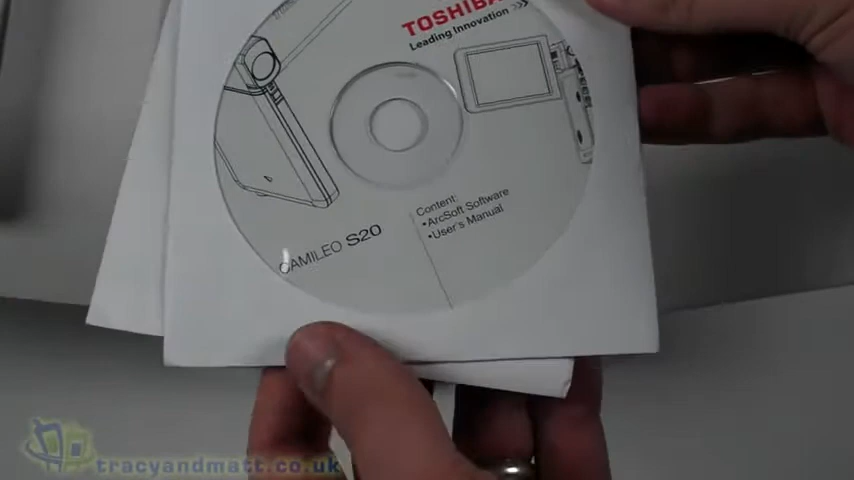 TOSHIBA
Leading Innovation >>>
Content:
•ArcSoft Software
•User's Manual
CAMILEO S20
tracyandmatt.co.uk